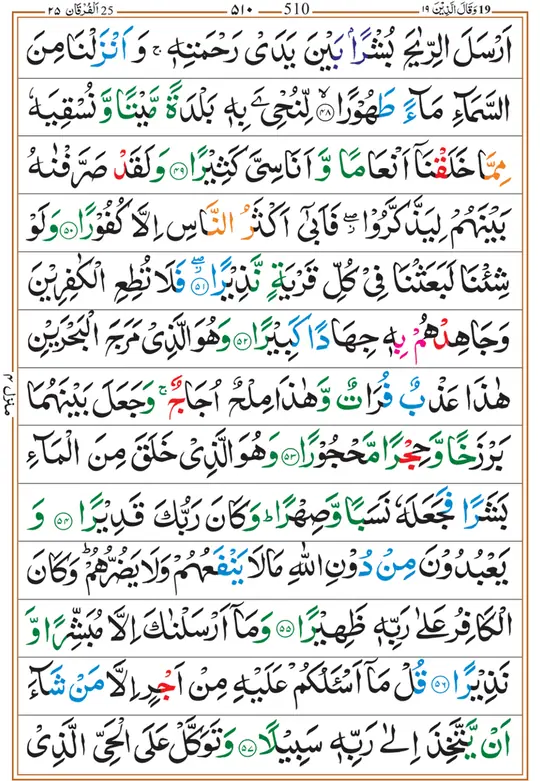 19 وَقَالَ الَّذِيْنَ ١٩ ٥١٠ 510 25 اَلْفُرْقَان ٢٥
اَرْسَلَ الرِّيٰحَ بُشْرًۢا بَيْنَ يَدَىْ رَحْمَتِهٖ ۚ وَ اَنْزَلْنَا مِنَ
السَّمَآءِ مَآءً طَهُوْرًا ۙ﴿٤٨﴾ لِّنُحْیِۦَ بِهٖ بَلْدَةً مَّيْتًا وَّ نُسْقِيَهٗ
مِمَّا خَلَقْنَاۤ اَنْعَامًا وَّ اَنَاسِىَّ كَثِيْرًا ﴿٤٩﴾ وَلَقَدْ صَرَّفْنٰهُ
بَيْنَهُمْ لِيَذَّكَّرُوْا ۖ فَاَبٰٓى اَكْثَرُ النَّاسِ اِلَّا كُفُوْرًا ﴿٥٠﴾ وَلَوْ
شِئْنَا لَبَعَثْنَا فِىْ كُلِّ قَرْيَةٍ نَّذِيْرًا ۖ﴿٥١﴾ فَلَا تُطِعِ الْكٰفِرِيْنَ
وَجَاهِدْهُمْ بِهٖ جِهَادًا كَبِيْرًا ﴿٥٢﴾ وَهُوَ الَّذِىْ مَرَجَ الْبَحْرَيْنِ
هٰذَا عَذْبٌ فُرَاتٌ وَّهٰذَا مِلْحٌ اُجَاجٌ ۚ وَجَعَلَ بَيْنَهُمَا
بَرْزَخًا وَّحِجْرًا مَّحْجُوْرًا ﴿٥٣﴾ وَهُوَ الَّذِىْ خَلَقَ مِنَ الْمَآءِ
بَشَرًا فَجَعَلَهٗ نَسَبًا وَّصِهْرًا ؕ وَكَانَ رَبُّكَ قَدِيْرًا ﴿٥٤﴾ وَ
يَعْبُدُوْنَ مِنْ دُوْنِ اللّٰهِ مَالَا يَنْفَعُهُمْ وَلَا يَضُرُّهُمْ ؕ وَكَانَ
الْكَافِرُ عَلٰى رَبِّهٖ ظَهِيْرًا ﴿٥٥﴾ وَمَاۤ اَرْسَلْنٰكَ اِلَّا مُبَشِّرًا وَّ
نَذِيْرًا ﴿٥٦﴾ قُلْ مَاۤ اَسْـَٔلُكُمْ عَلَيْهِ مِنْ اَجْرٍ اِلَّا مَنْ شَآءَ
اَنْ يَّتَّخِذَ اِلٰى رَبِّهٖ سَبِيْلًا ﴿٥٧﴾ وَتَوَكَّلْ عَلَى الْحَىِّ الَّذِىْ
منزل ٤